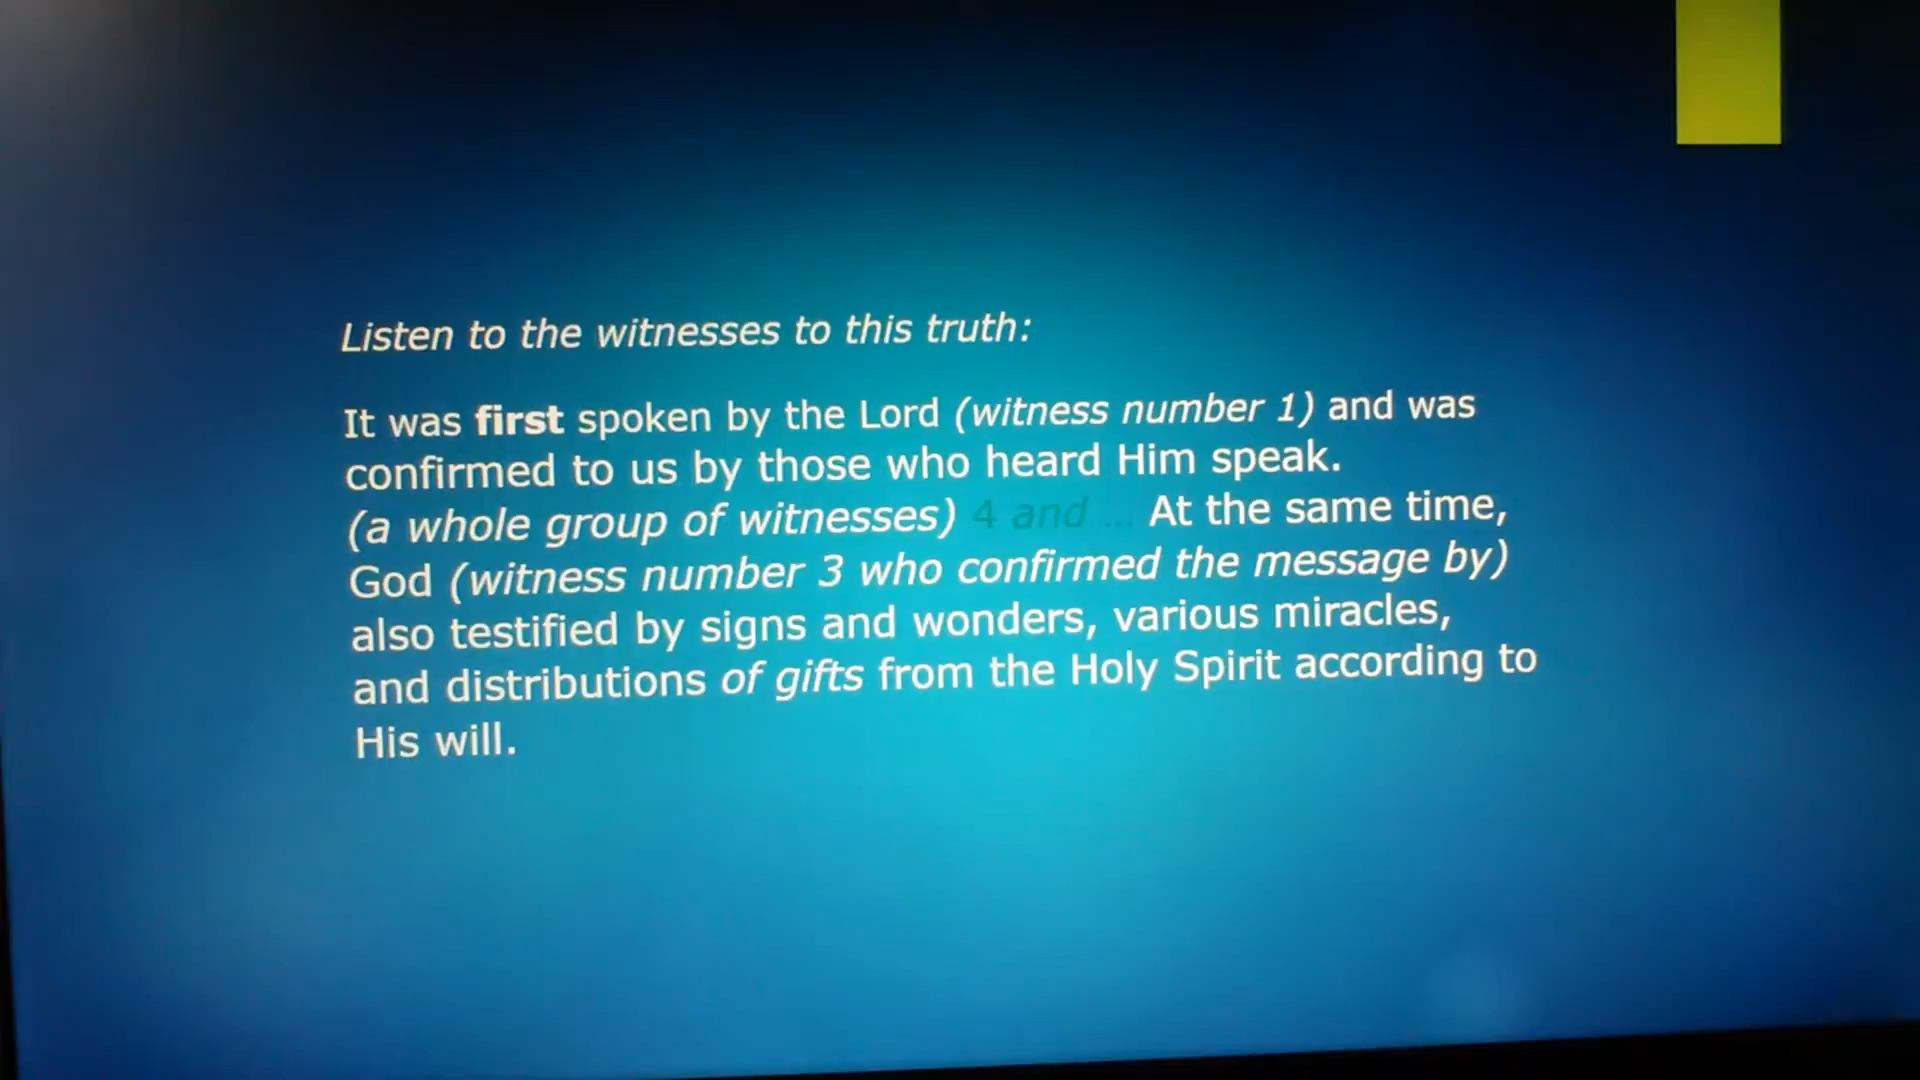 Listen to the witnesses to this truth:
It was first spoken by the Lord (witness number 1) and was
confirmed to us by those who heard Him speak.
(a whole group of witnesses) 4 and ... At the same time,
God (witness number 3 who confirmed the message by)
also testified by signs and wonders, various miracles,
and distributions of gifts from the Holy Spirit according to
His will.